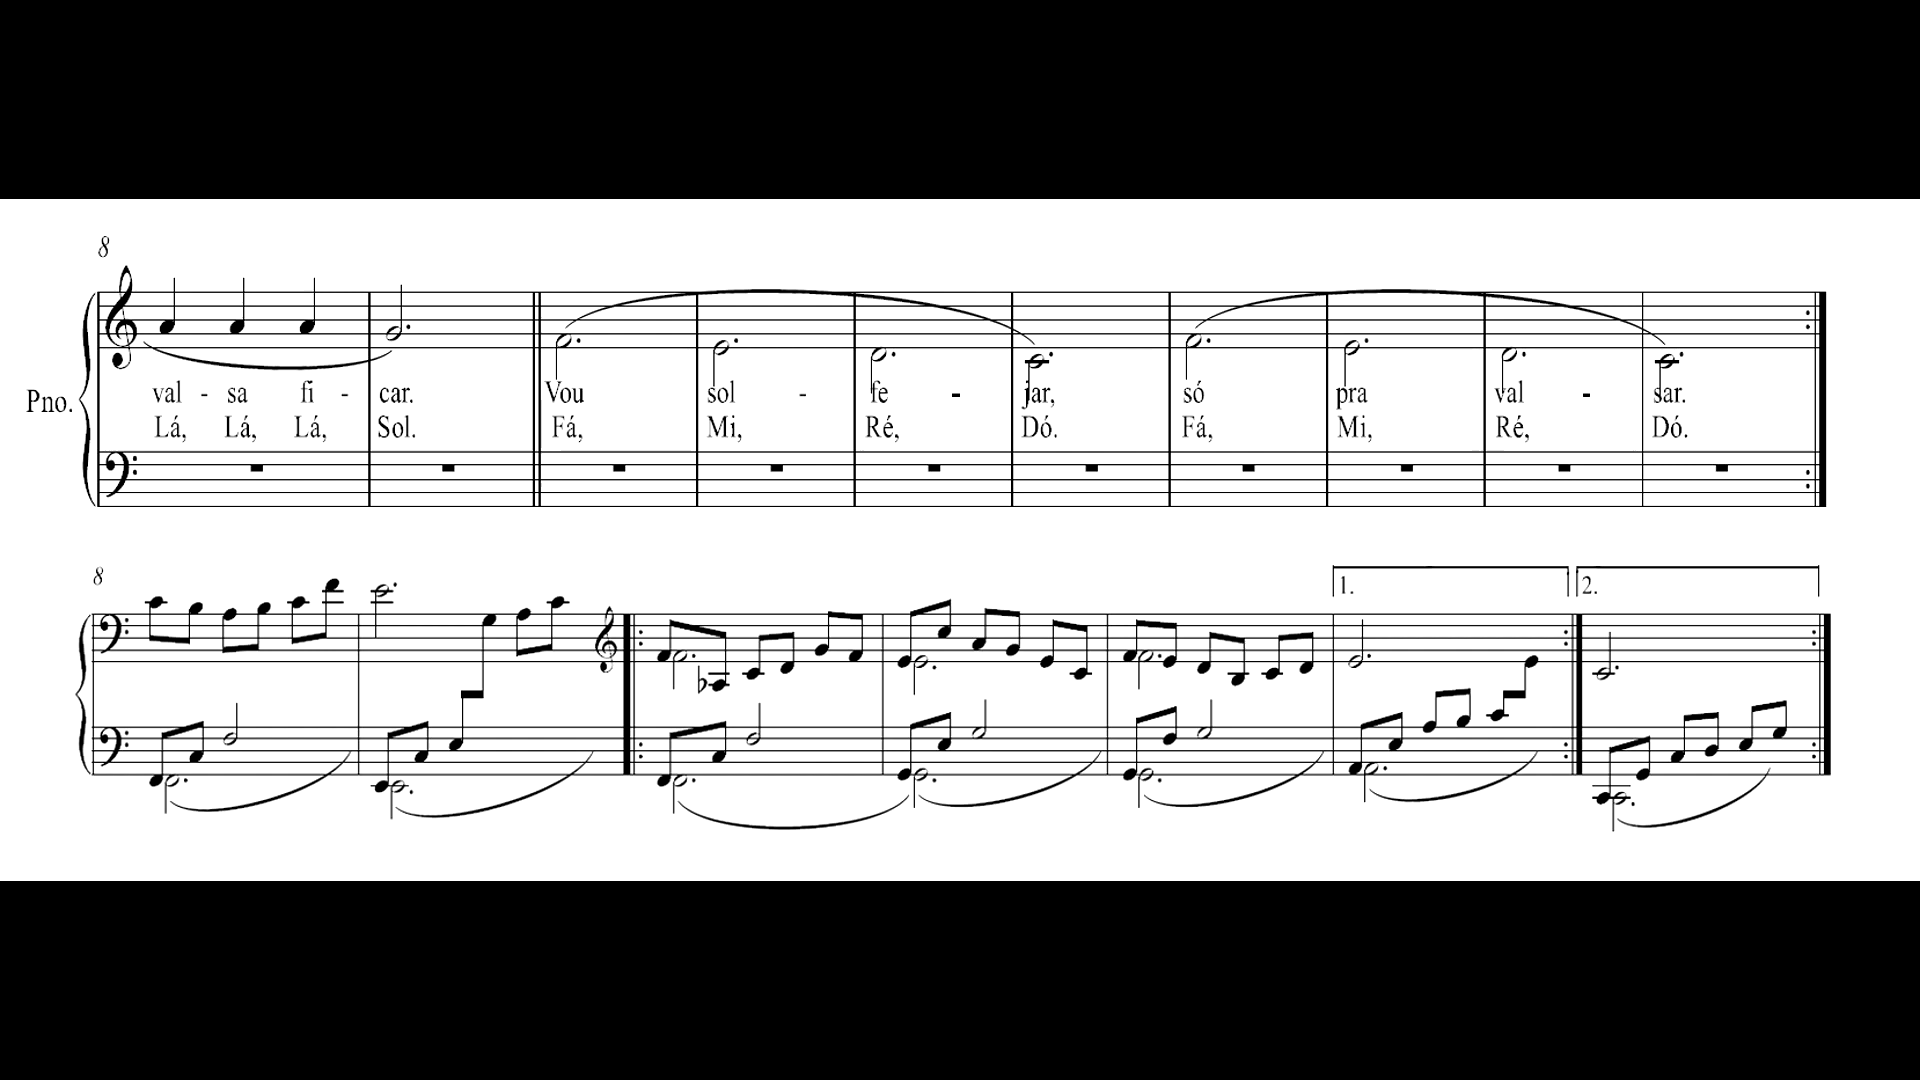 8
Pno.
val - sa fi - car. Vou sol - fe - jar, só pra val - sar.
Lá, Lá, Lá, Sol. Fá, Mi, Ré, Dó. Fá, Mi, Ré, Dó.
8
1. 2.